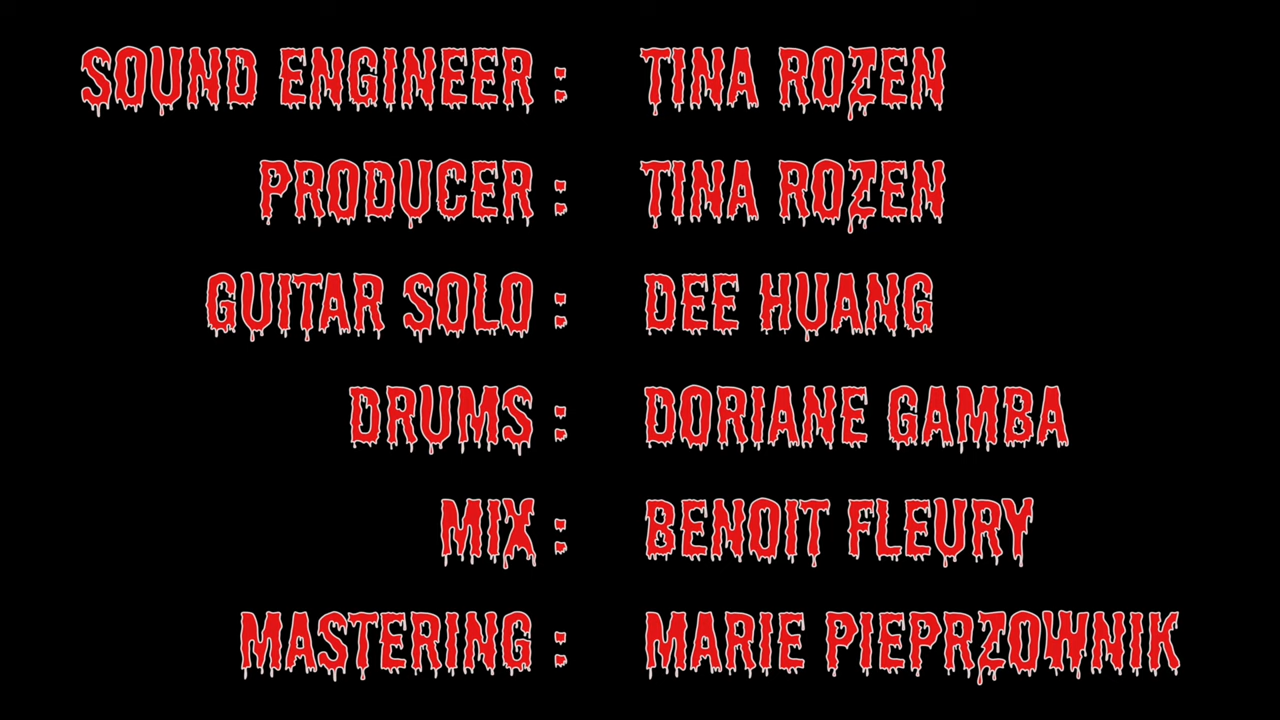 SOUND ENGINEER : TINA ROZEN
PRODUCER : TINA ROZEN
GUITAR SOLO : DEE HUANG
DRUMS : DORIANE GAMBA
MIX : BENOIT FLEURY
MASTERING : MARIE PIEPRZOWNIK